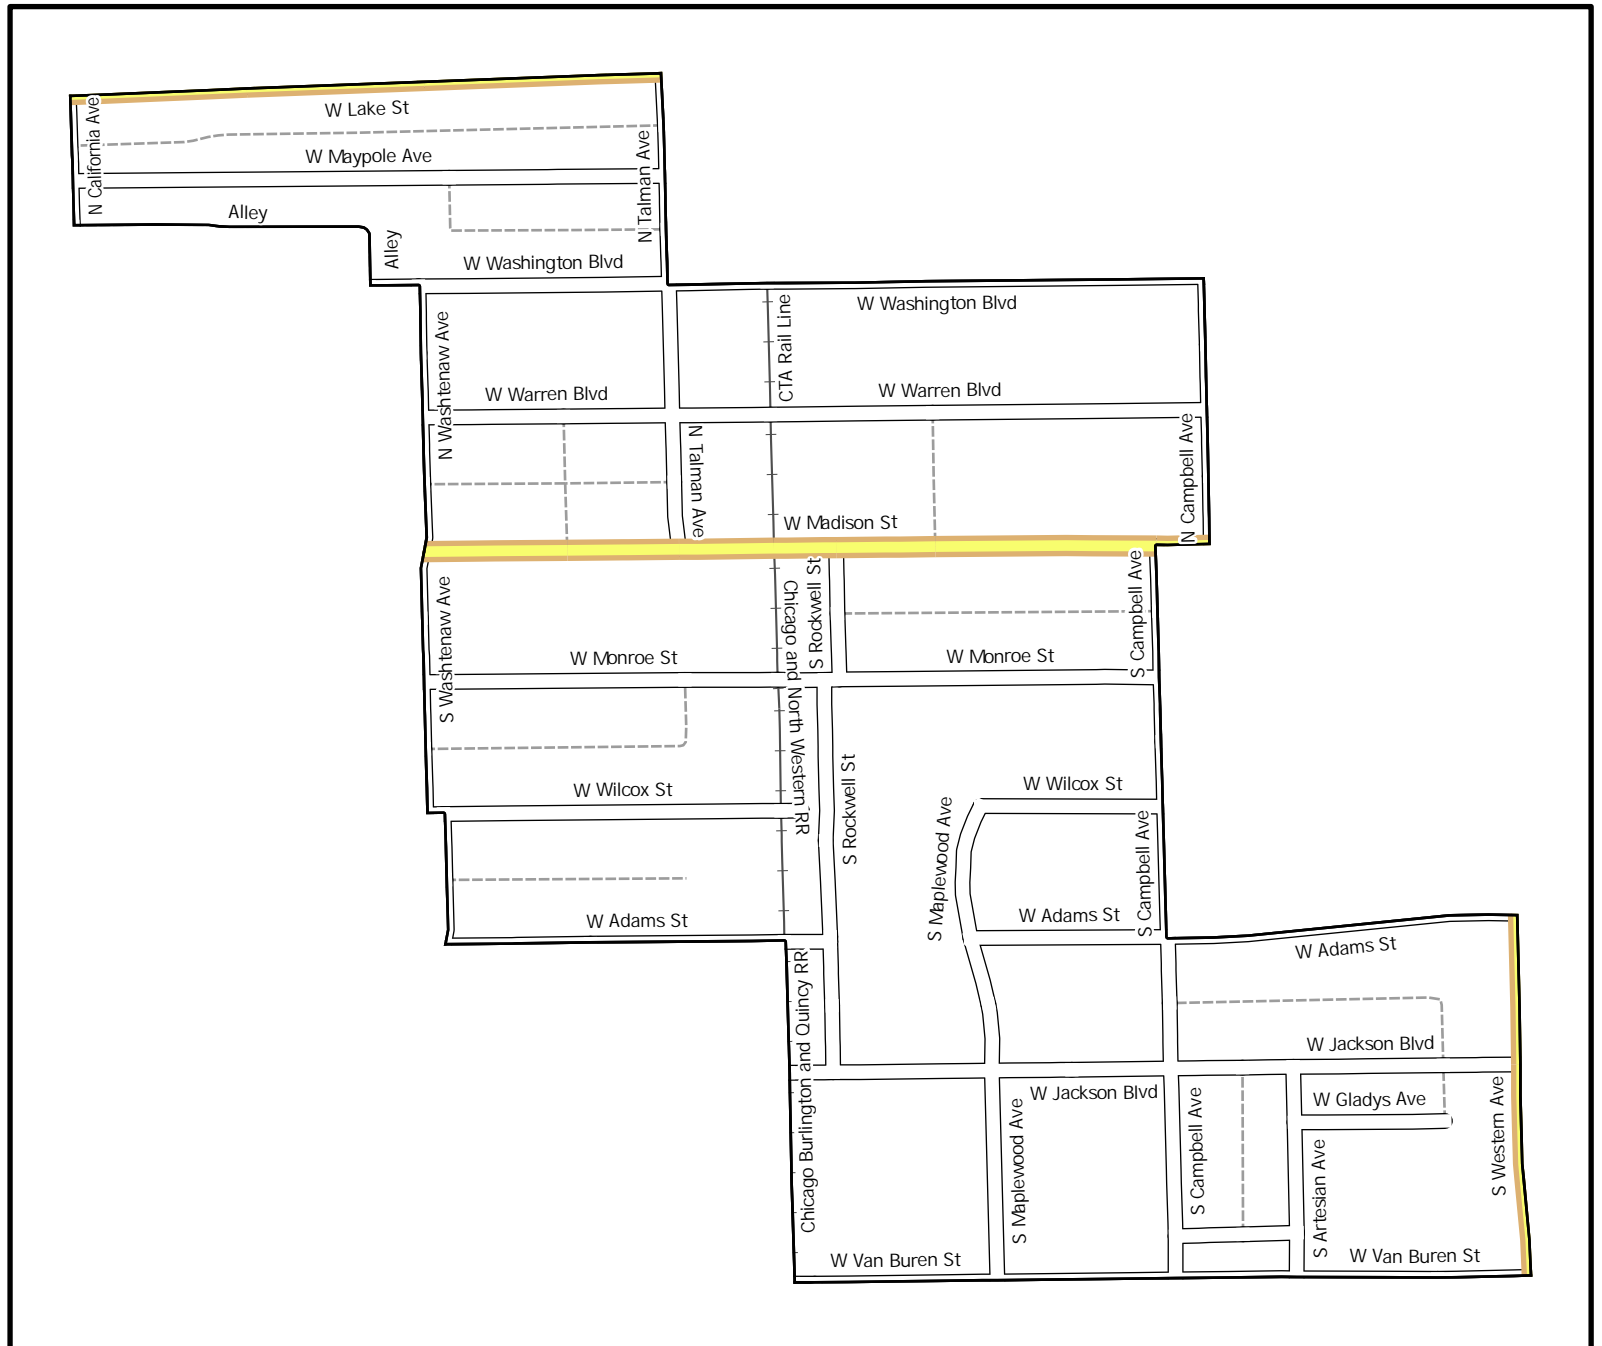 W Lake St
N California Ave
W Maypole Ave
N Talman Ave
Alley
Alley
W Washington Blvd
W Washington Blvd
CTA Rail Line
N Washtenaw Ave
W Warren Blvd
W Warren Blvd
N Talman Ave
N Campbell Ave
W Madison St
S Washtenaw Ave
Chicago and North Western RR
S Rockwell St
S Campbell Ave
W Monroe St
W Monroe St
W Wilcox St
S Rockwell St
W Wilcox St
S Maplewood Ave
S Campbell Ave
W Adams St
W Adams St
W Adams St
Chicago Burlington and Quincy RR
W Jackson Blvd
W Jackson Blvd
S Maplewood Ave
S Campbell Ave
W Gladys Ave
S Western Ave
S Artesian Ave
W Van Buren St
W Van Buren St